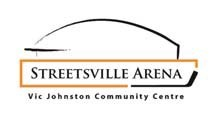 STREETSVILLE ARENA
Vic Johnston Community Centre